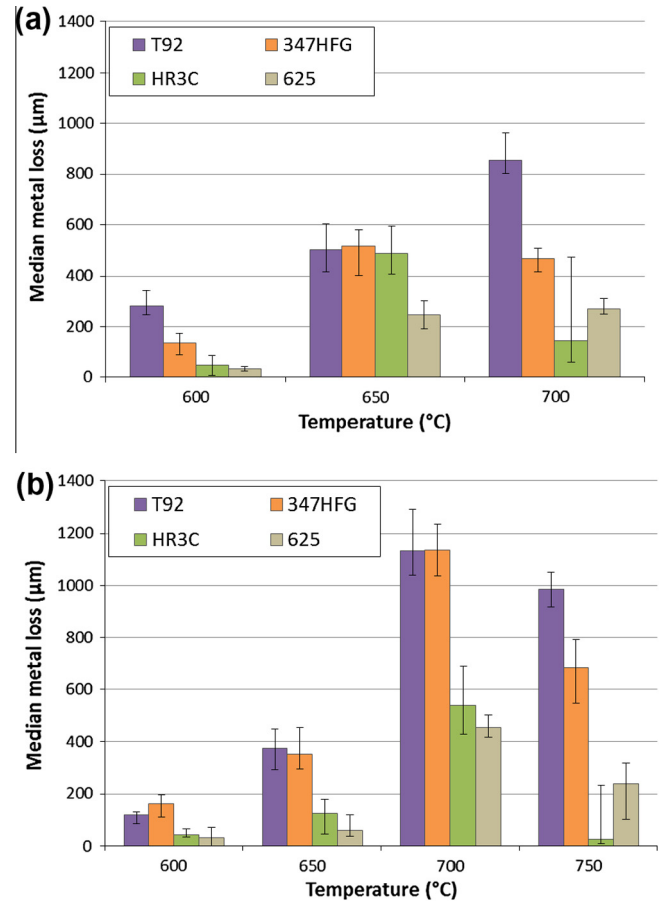 (a)
1400
1200
1000
800
600
400
200
0
Median metal loss (µm)
T92 347HFG
HR3C 625
600 650 700
Temperature (°C)
(b)
1400
1200
1000
800
600
400
200
0
Median metal loss (µm)
T92 347HFG
HR3C 625
600 650 700 750
Temperature (°C)